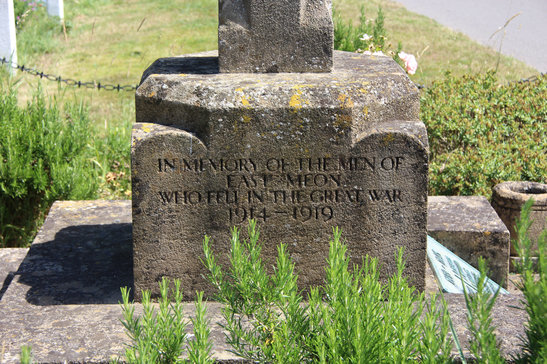 IN MEMORY OF THE MEN OF
EAST MEON
WHO FELL IN THE GREAT WAR
1914 – 1919